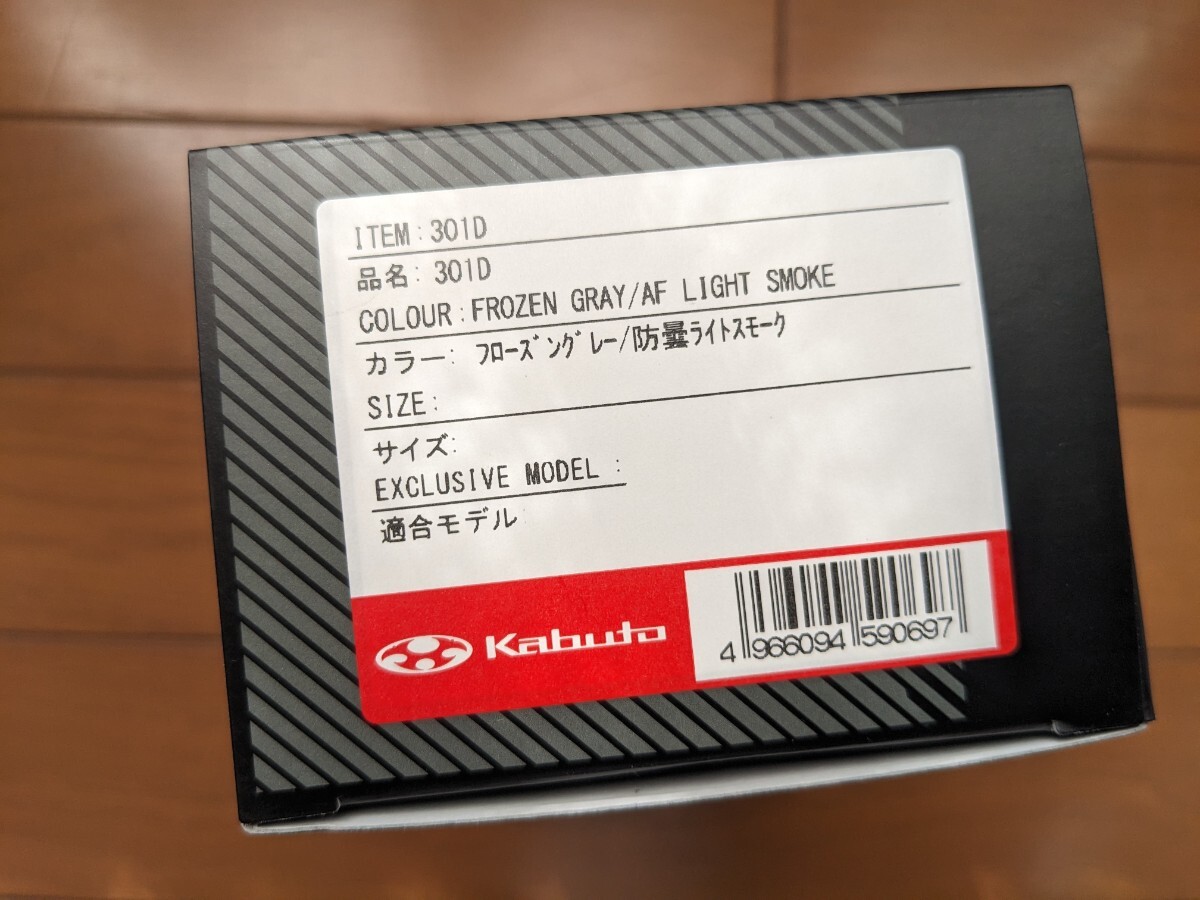 ITEM:301D
品名:301D
COLOUR:FROZEN GRAY/AF LIGHT SMOKE
カラー: ﾌﾛｰｽﾞﾝｸﾞﾚｰ/防曇ﾗｲﾄｽﾓｰｸ
SIZE:
サイズ:
EXCLUSIVE MODEL :
適合モデル
Kabuto
4 966094 590697